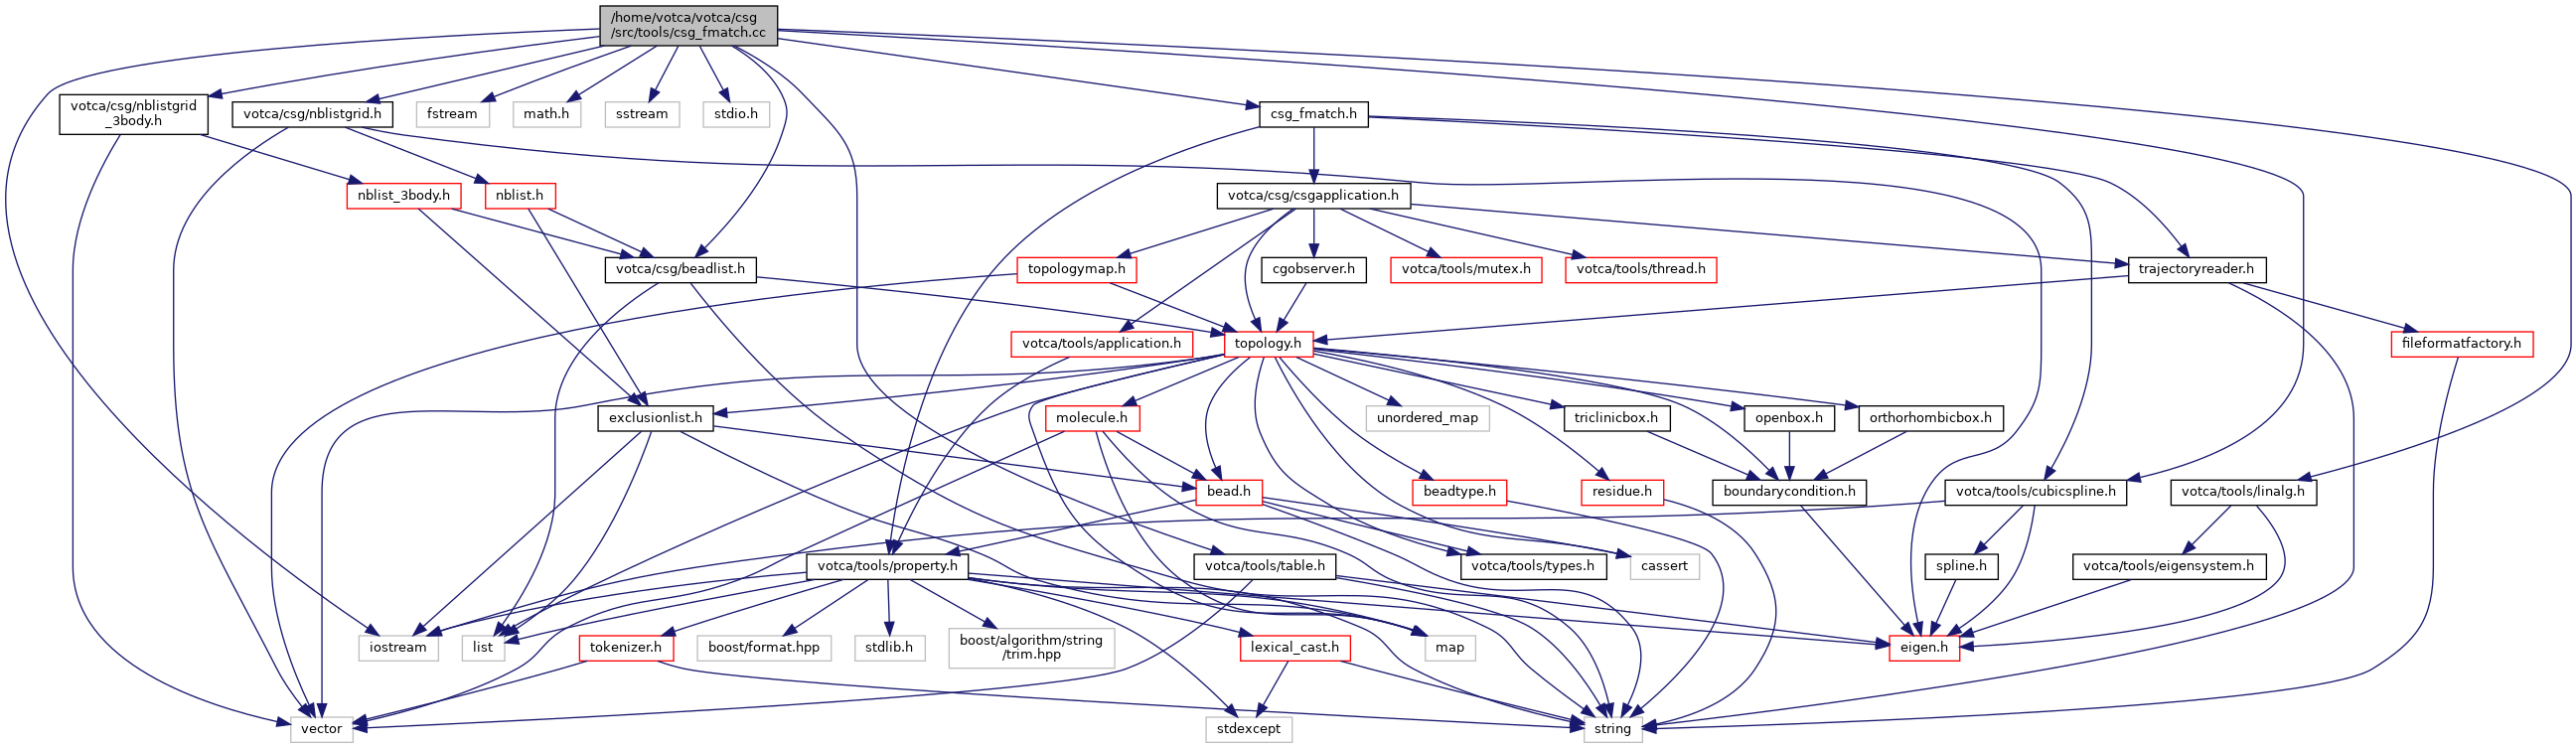 /home/votca/votca/csg
/src/tools/csg_fmatch.cc
votca/csg/nblistgrid
_3body.h
votca/csg/nblistgrid.h
fstream
math.h
sstream
stdio.h
csg_fmatch.h
nblist_3body.h
nblist.h
votca/csg/csgapplication.h
votca/csg/beadlist.h
topologymap.h
cgobserver.h
votca/tools/mutex.h
votca/tools/thread.h
trajectoryreader.h
votca/tools/application.h
topology.h
fileformatfactory.h
exclusionlist.h
molecule.h
unordered_map
triclinicbox.h
openbox.h
orthorhombicbox.h
bead.h
beadtype.h
residue.h
boundarycondition.h
votca/tools/cubicspline.h
votca/tools/linalg.h
votca/tools/property.h
votca/tools/table.h
votca/tools/types.h
cassert
spline.h
votca/tools/eigensystem.h
iostream
list
tokenizer.h
boost/format.hpp
stdlib.h
boost/algorithm/string
/trim.hpp
lexical_cast.h
map
eigen.h
vector
stdexcept
string